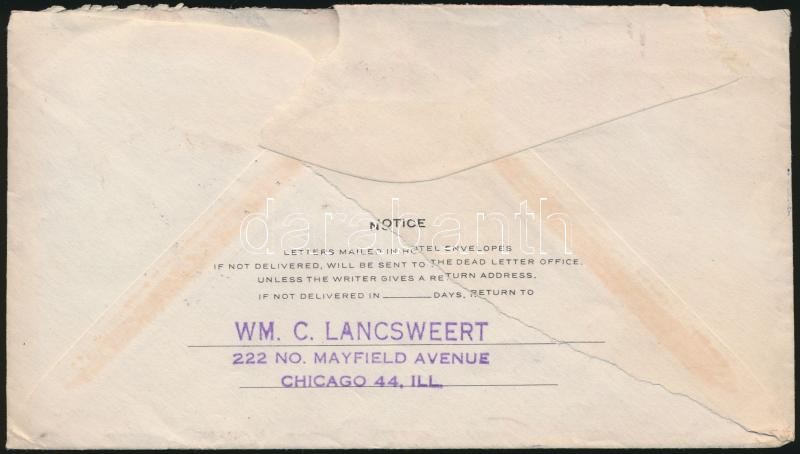 NOTICE
LETTERS MAILED IN HOTEL ENVELOPES
IF NOT DELIVERED, WILL BE SENT TO THE DEAD LETTER OFFICE,
UNLESS THE WRITER GIVES A RETURN ADDRESS.
IF NOT DELIVERED IN ________ DAYS, RETURN TO
WM. C. LANCSWEERT
222 NO. MAYFIELD AVENUE
CHICAGO 44, ILL.
darabanth